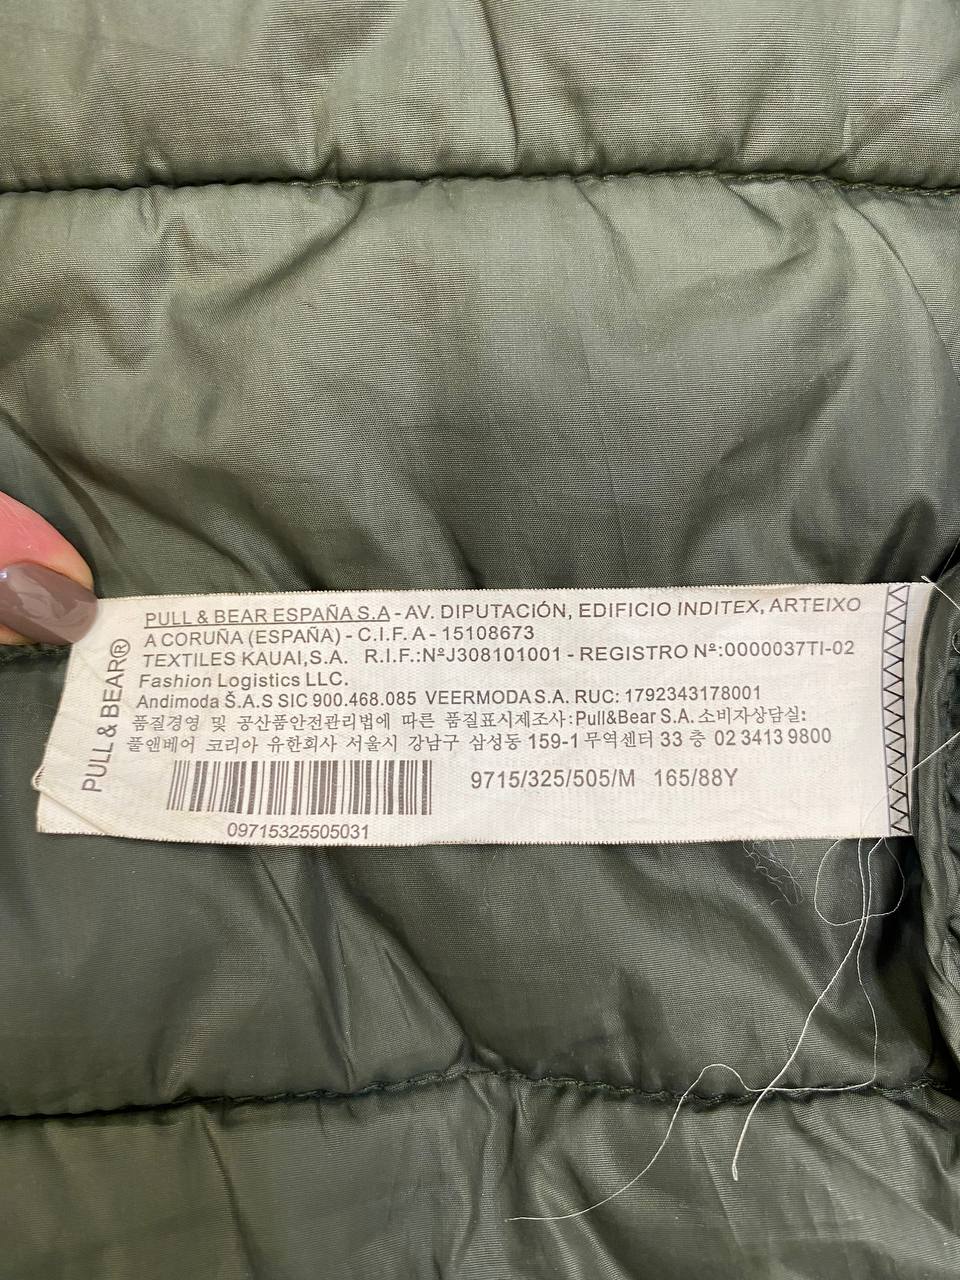 PULL & BEAR®
PULL & BEAR ESPAÑA S.A - AV. DIPUTACIÓN, EDIFICIO INDITEX, ARTEIXO
A CORUÑA (ESPAÑA) - C.I.F. A - 15108673
TEXTILES KAUAI,S.A. R.I.F.:NºJ308101001 - REGISTRO Nº:0000037TI-02
Fashion Logistics LLC.
Andimoda Š.A.S SIC 900.468.085 VEERMODA S.A. RUC: 1792343178001
품질경영 및 공산품안전관리법에 따른 품질표시제조사:Pull&Bear S.A. 소비자상담실:
풀엔베어 코리아 유한회사 서울시 강남구 삼성동 159-1 무역센터 33 층 02 3413 9800
9715/325/505/M 165/88Y
09715325505031